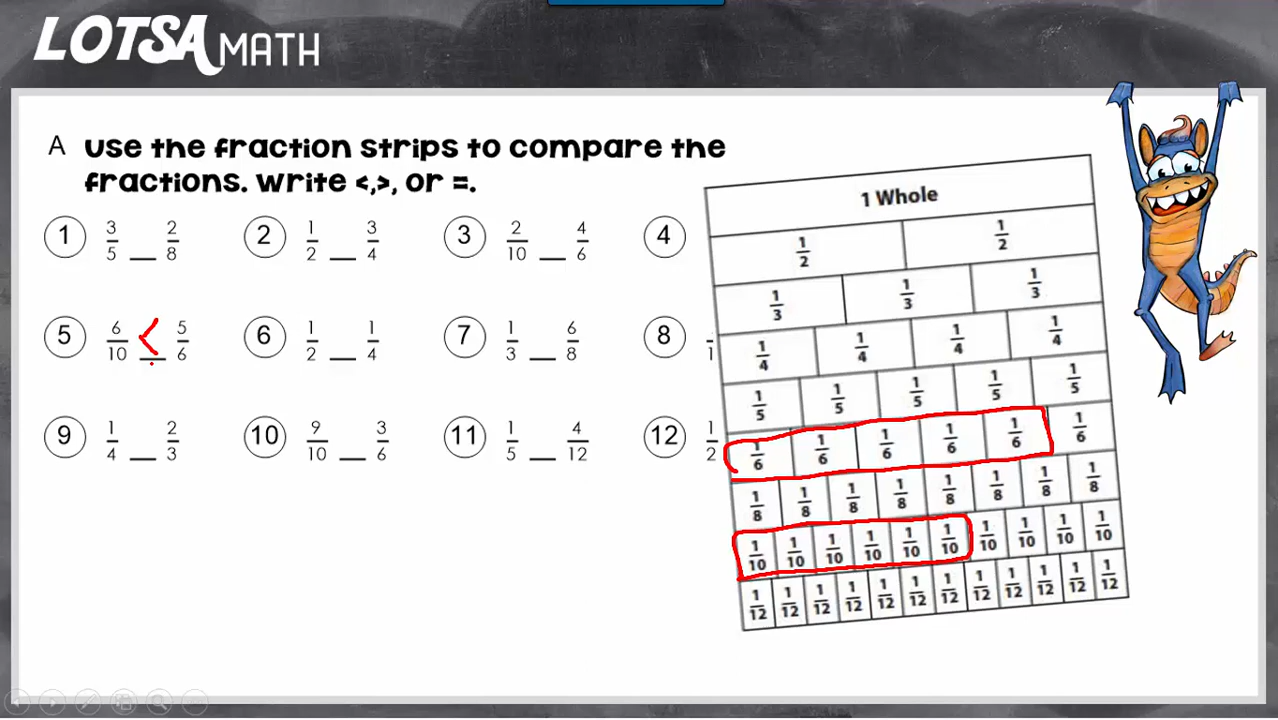 LOTSA MATH
A Use the fraction strips to compare the
fractions. Write <,>, or =.
1 3/5 __ 2/8 2 1/2 __ 3/4 3 2/10 __ 4/6 4
5 6/10 < 5/6 6 1/2 __ 1/4 7 1/3 __ 6/8 8
9 1/4 __ 2/3 10 9/10 __ 3/6 11 1/5 __ 4/12 12 1/2
1 Whole
1/2 1/2
1/3 1/3 1/3
1/4 1/4 1/4 1/4
1/5 1/5 1/5 1/5 1/5
1/6 1/6 1/6 1/6 1/6 1/6
1/8 1/8 1/8 1/8 1/8 1/8 1/8 1/8
1/10 1/10 1/10 1/10 1/10 1/10 1/10 1/10 1/10 1/10
1/12 1/12 1/12 1/12 1/12 1/12 1/12 1/12 1/12 1/12 1/12 1/12